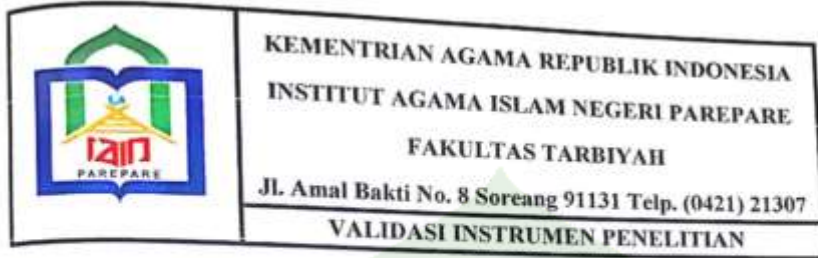 iain
PAREPARE
KEMENTRIAN AGAMA REPUBLIK INDONESIA
INSTITUT AGAMA ISLAM NEGERI PAREPARE
FAKULTAS TARBIYAH
Jl. Amal Bakti No. 8 Soreang 91131 Telp. (0421) 21307
VALIDASI INSTRUMEN PENELITIAN